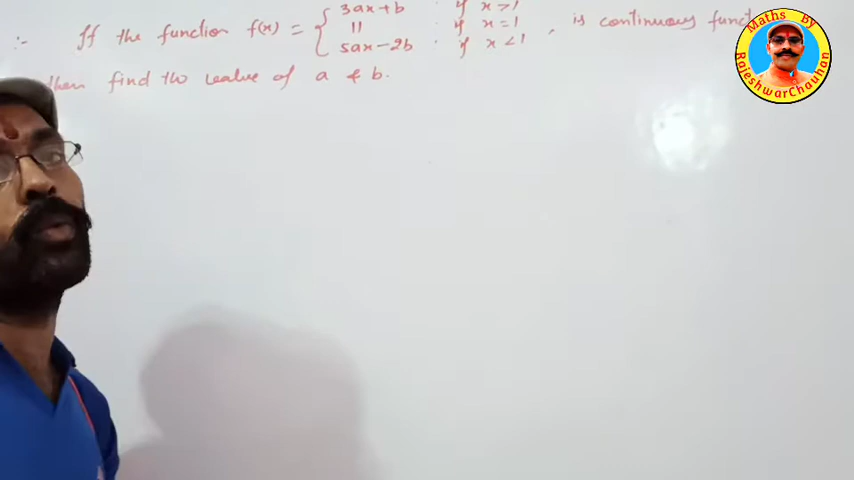 :- If the function f(x) = { 3ax+b if x>1
11 if x=1 , is continuous
5ax-2b if x<1
then find the value of a & b.
Maths By
RajeshwarChauhan